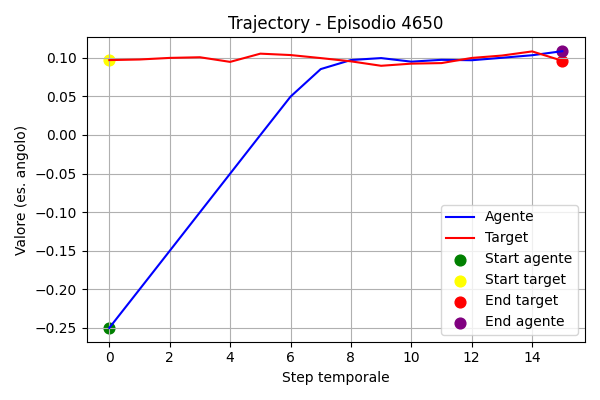 Trajectory - Episodio 4650
Valore (es. angolo)
0.10
0.05
0.00
−0.05
−0.10
−0.15
−0.20
−0.25
0 2 4 6 8 10 12 14
Step temporale
Agente
Target
Start agente
Start target
End target
End agente